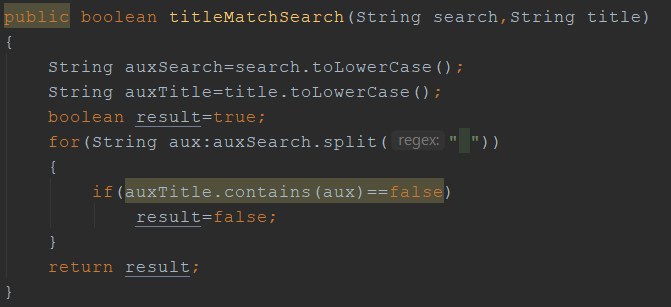 public boolean titleMatchSearch(String search,String title)
{
String auxSearch=search.toLowerCase();
String auxTitle=title.toLowerCase();
boolean result=true;
for(String aux:auxSearch.split( regex: " "))
{
if(auxTitle.contains(aux)==false)
result=false;
}
return result;
}